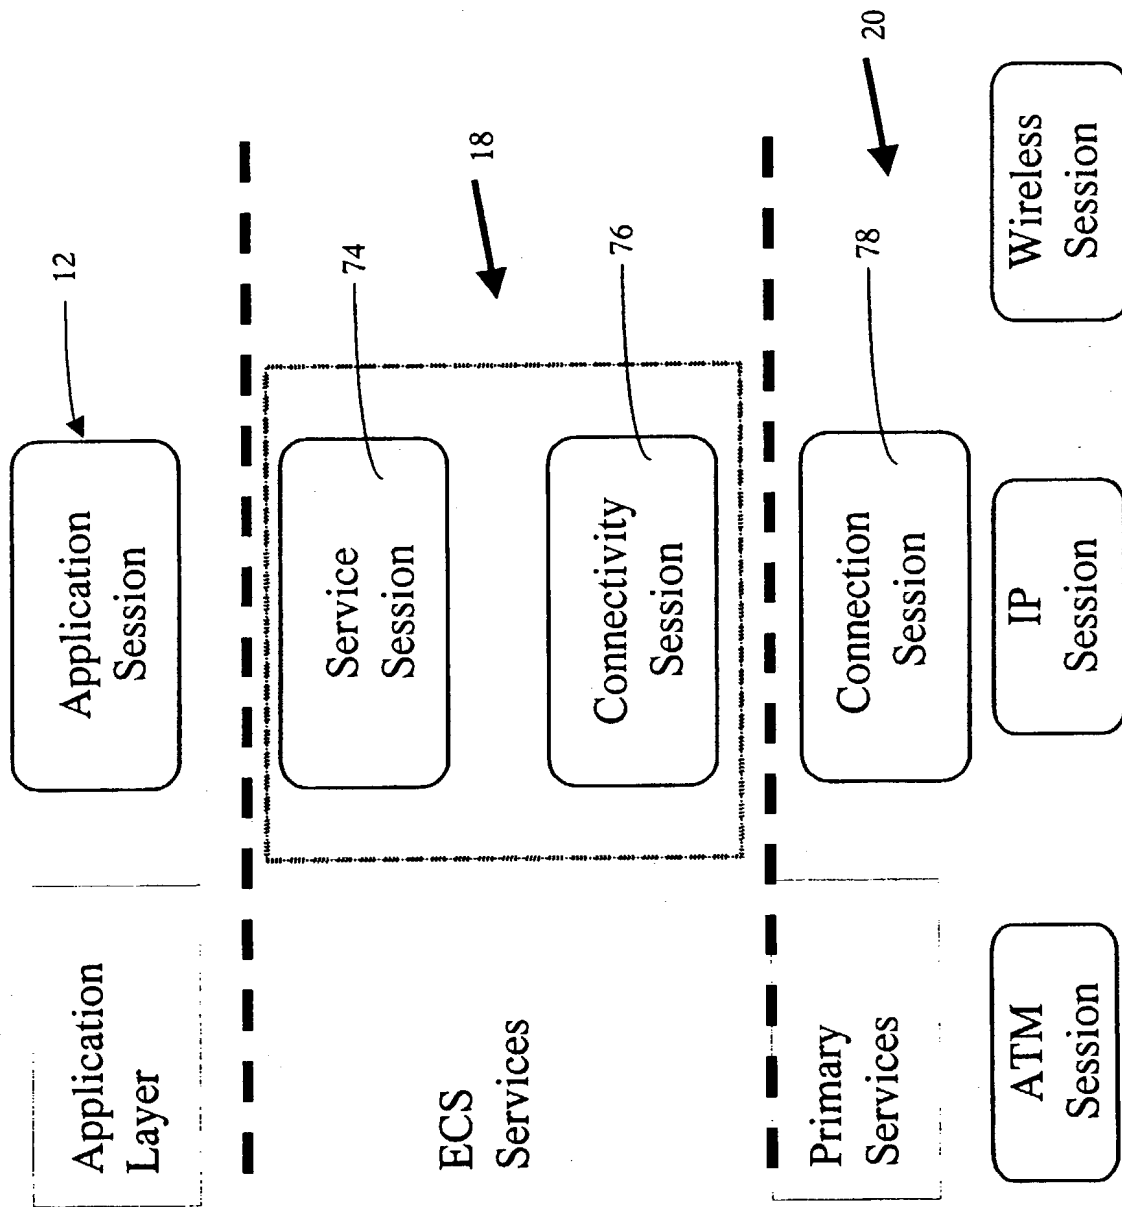 Application
Layer
Application
Session
12
ECS
Services
Service
Session
74
18
Connectivity
Session
76
Primary
Services
Connection
Session
78
20
ATM
Session
IP
Session
Wireless
Session